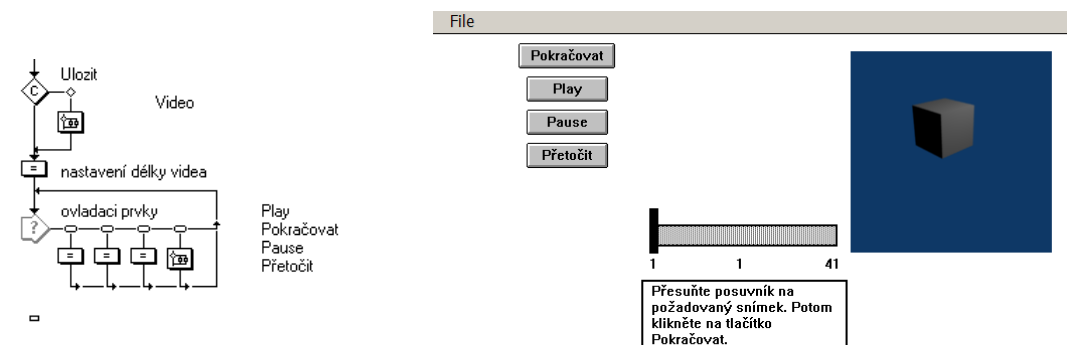 Ulozit
C
Video
=
nastavení délky videa
ovladaci prvky
?
= = =
Play
Pokračovat
Pause
Přetočit
File
Pokračovat
Play
Pause
Přetočit
1 1 41
Přesuňte posuvník na
požadovaný snímek. Potom
klikněte na tlačítko
Pokračovat.